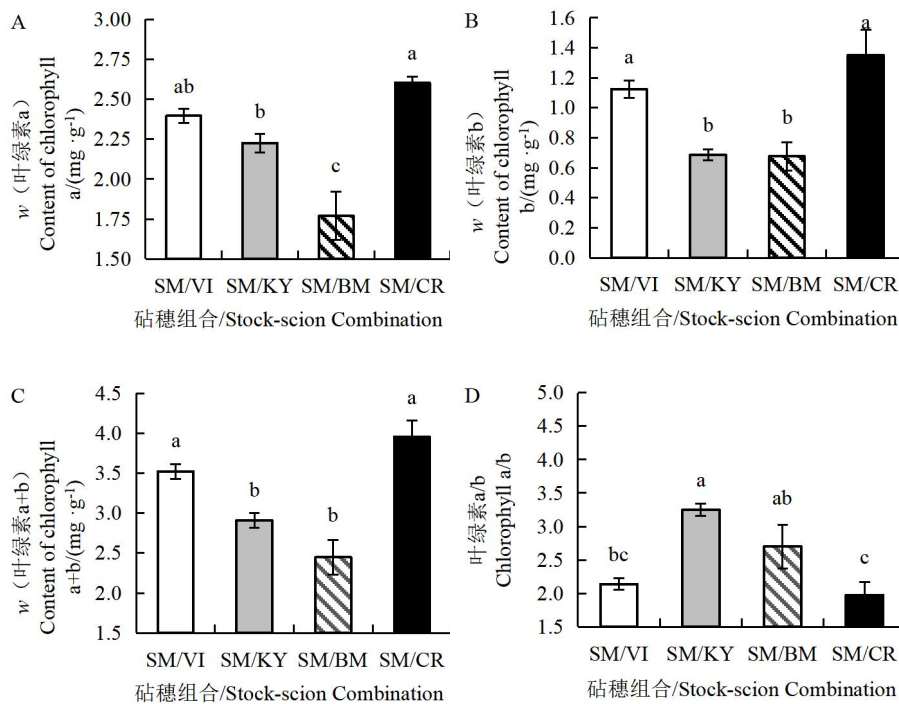 A
w（叶绿素a）
Content of chlorophyll
a/(mg ·g-1)
3.00
2.75
2.50
2.25
2.00
1.75
1.50
ab
b
c
a
SM/VI SM/KY SM/BM SM/CR
砧穗组合/Stock-scion Combination
B
w（叶绿素b）
Content of chlorophyll
b/(mg ·g-1)
1.6
1.4
1.2
1.0
0.8
0.6
0.4
0.2
0.0
a
b
b
a
SM/VI SM/KY SM/BM SM/CR
砧穗组合/Stock-scion Combination
C
w（叶绿素a+b）
Content of chlorophyll
a+b/(mg ·g-1)
4.5
4.0
3.5
3.0
2.5
2.0
1.5
a
b
b
a
SM/VI SM/KY SM/BM SM/CR
砧穗组合/Stock-scion Combination
D
叶绿素a/b
Chlorophyll a/b
5.0
4.5
4.0
3.5
3.0
2.5
2.0
1.5
bc
a
ab
c
SM/VI SM/KY SM/BM SM/CR
砧穗组合/Stock-scion Combination